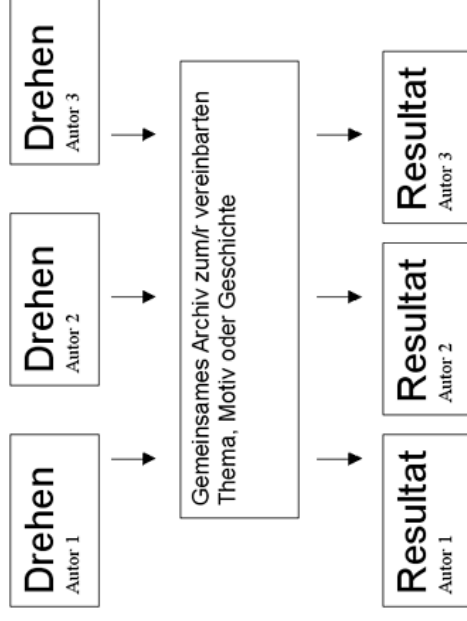 Drehen
Autor 1
Drehen
Autor 2
Drehen
Autor 3
Gemeinsames Archiv zum/r vereinbarten
Thema, Motiv oder Geschichte
Resultat
Autor 1
Resultat
Autor 2
Resultat
Autor 3